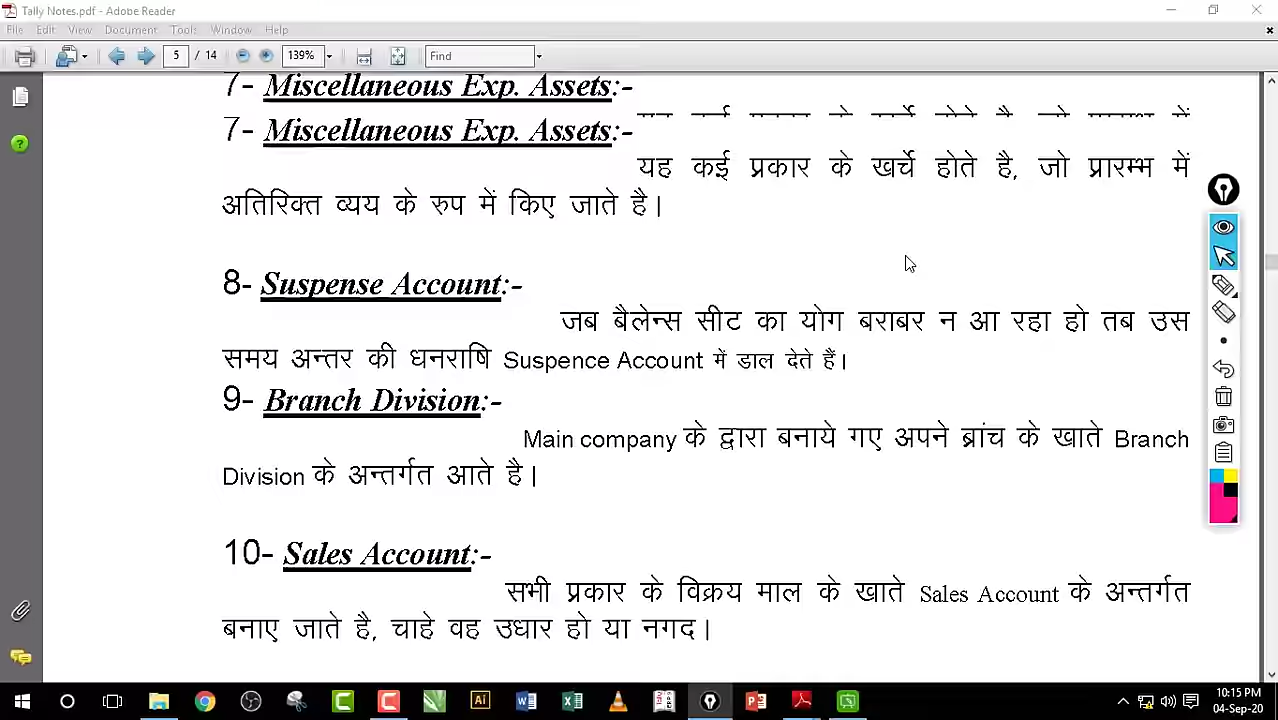 Tally Notes.pdf - Adobe Reader
File Edit View Document Tools Window Help
5 / 14 139% Find
7- Miscellaneous Exp. Assets:-
7- Miscellaneous Exp. Assets:-
यह कई प्रकार के खर्चे होते है, जो प्रारम्भ में
अतिरिक्त व्यय के रुप में किए जाते है।
8- Suspense Account:-
जब बैलेन्स सीट का योग बराबर न आ रहा हो तब उस
समय अन्तर की धनराषि Suspence Account में डाल देते हैं।
9- Branch Division:-
Main company के द्वारा बनाये गए अपने ब्रांच के खाते Branch
Division के अन्तर्गत आते है।
10- Sales Account:-
सभी प्रकार के विक्रय माल के खाते Sales Account के अन्तर्गत
बनाए जाते है, चाहे वह उधार हो या नगद।
10:15 PM
04-Sep-20